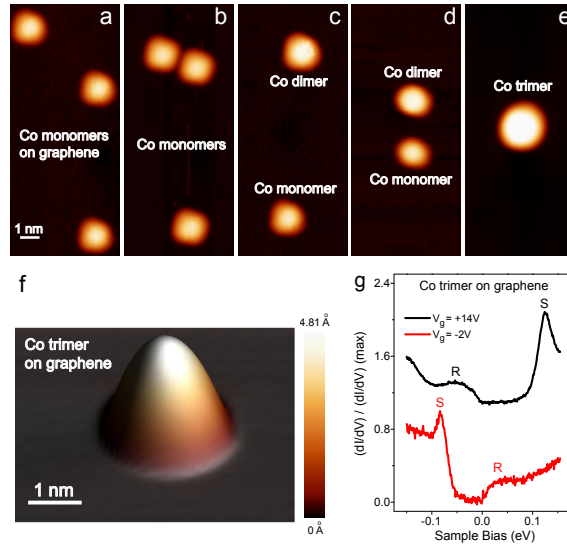 a
b
c
d
e
Co monomers
on graphene
1 nm
Co monomers
Co dimer
Co monomer
Co dimer
Co monomer
Co trimer
f
Co trimer
on graphene
1 nm
4.81 Å
0 Å
g
Co trimer on graphene
V_g = +14V
V_g = -2V
S
R
S
R
2.4
1.6
0.8
0.0
(dI/dV) / (dI/dV) (max)
-0.1
0.0
0.1
Sample Bias (eV)